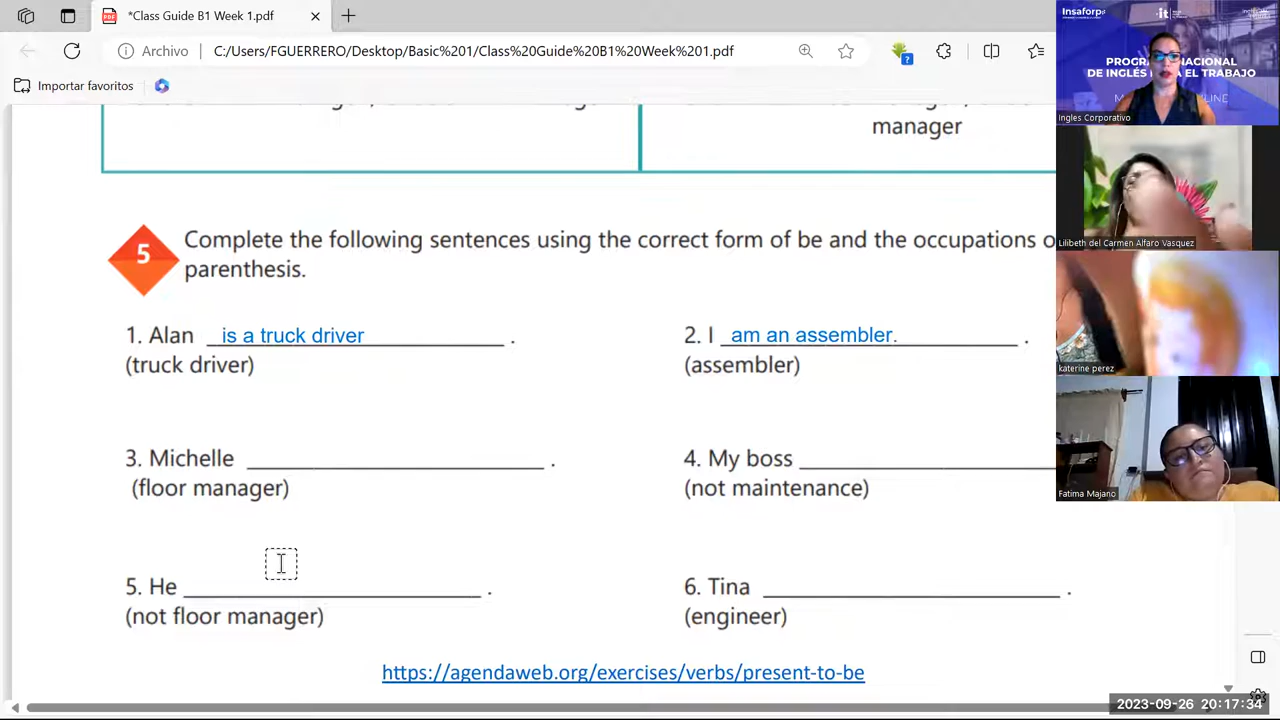 *Class Guide B1 Week 1.pdf
Archivo
C:/Users/FGUERRERO/Desktop/Basic%201/Class%20Guide%20B1%20Week%201.pdf
Importar favoritos
manager
5
Complete the following sentences using the correct form of be and the occupations
parenthesis.
1. Alan is a truck driver.
(truck driver)
2. I am an assembler. .
(assembler)
3. Michelle ______ .
(floor manager)
4. My boss ______
(not maintenance)
5. He ______ .
(not floor manager)
6. Tina ______ .
(engineer)
https://agendaweb.org/exercises/verbs/present-to-be
Insaforp
DE INGLÉS EL TRABAJO
Ingles Corporativo
Lilibeth del Carmen Alfaro Vasquez
katerine perez
Fatima Majano
2023-09-26 20:17:34